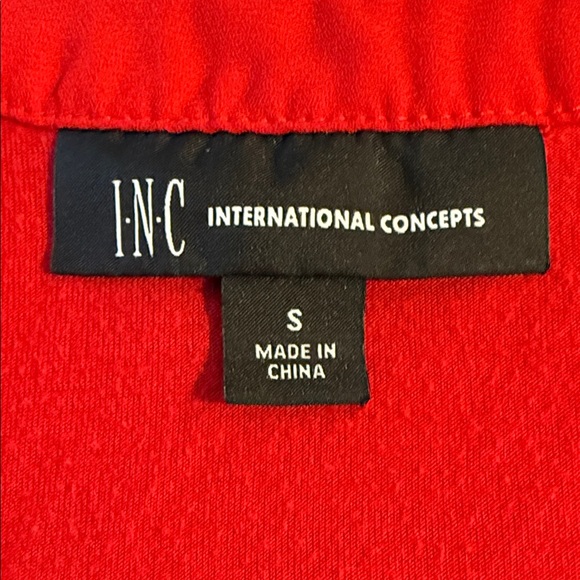 I·N·C INTERNATIONAL CONCEPTS
S
MADE IN
CHINA